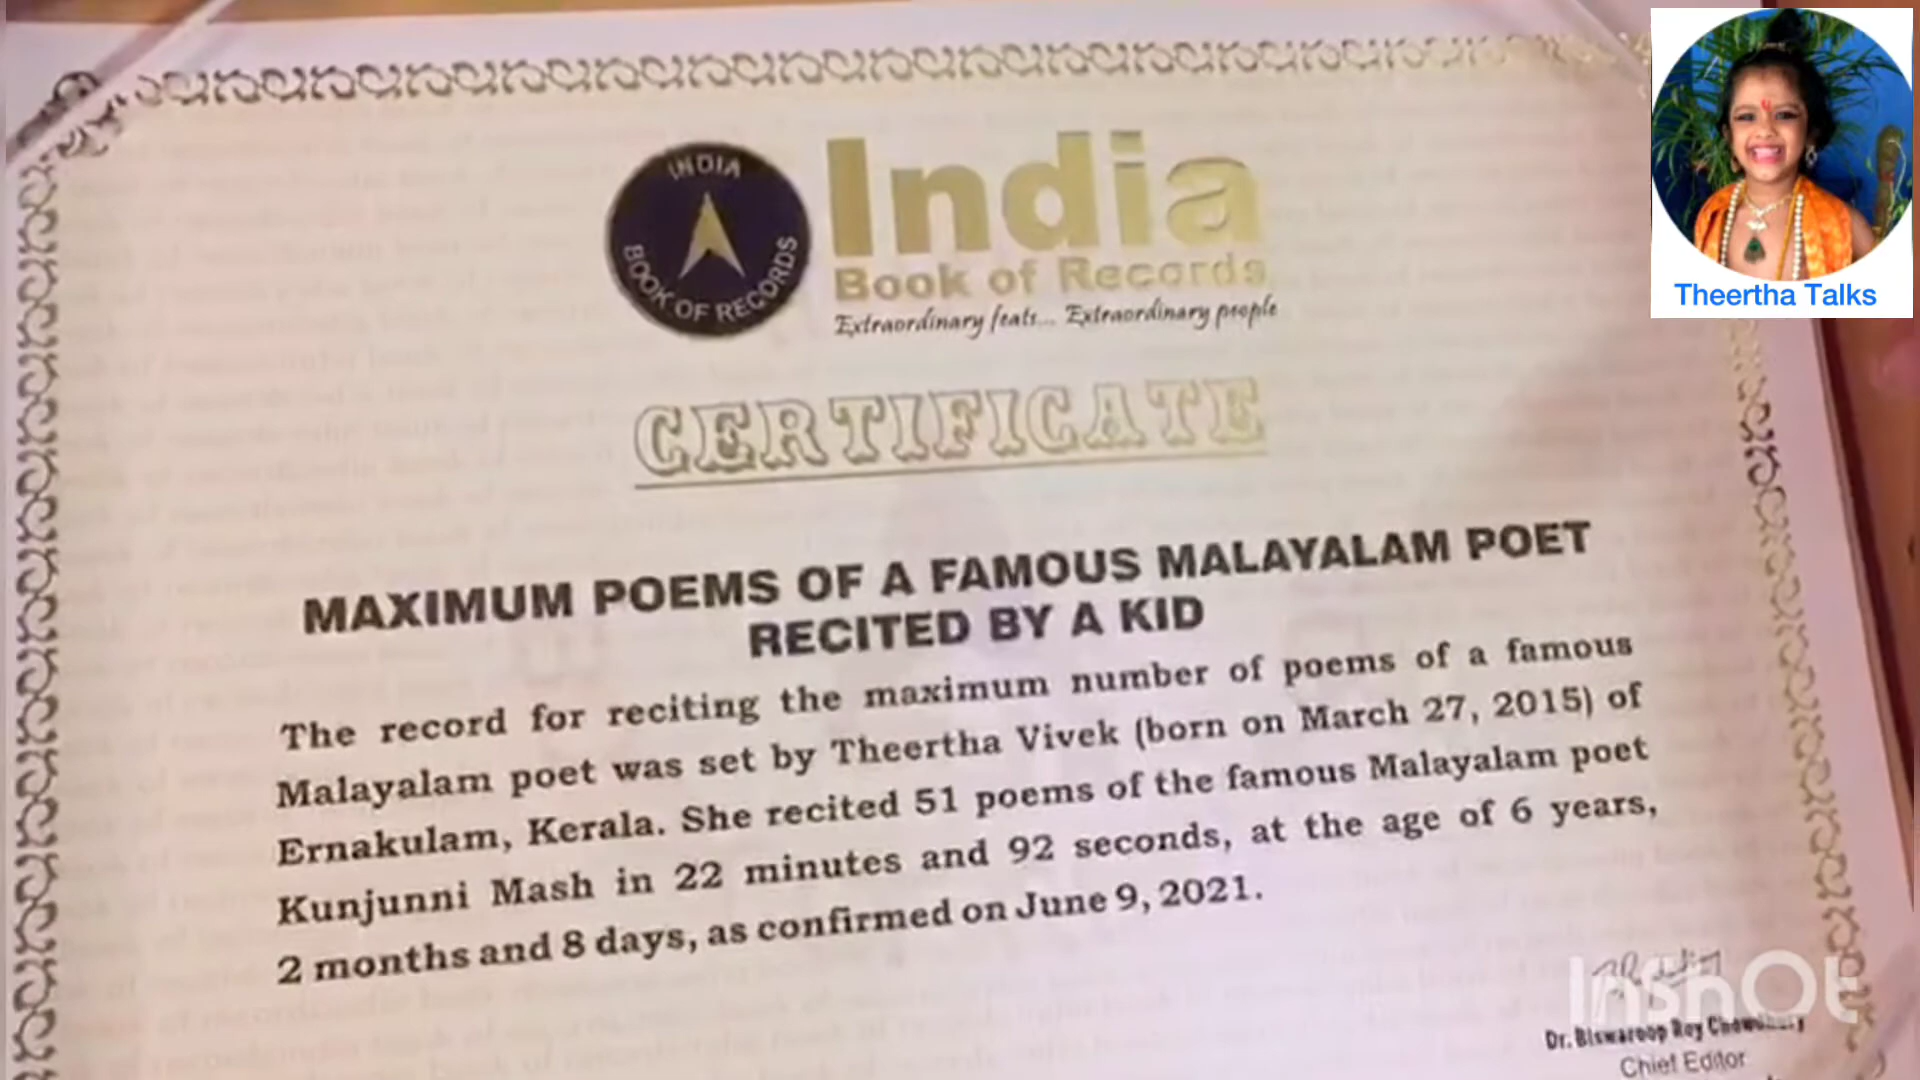 INDIA
BOOK OF RECORDS
India
Book of Records
Extraordinary feats... Extraordinary people
CERTIFICATE
MAXIMUM POEMS OF A FAMOUS MALAYALAM POET
RECITED BY A KID
The record for reciting the maximum number of poems of a famous
Malayalam poet was set by Theertha Vivek (born on March 27, 2015) of
Ernakulam, Kerala. She recited 51 poems of the famous Malayalam poet
Kunjunni Mash in 22 minutes and 92 seconds, at the age of 6 years,
2 months and 8 days, as confirmed on June 9, 2021.
Dr. Biswaroop Roy Chowdhury
Chief Editor
Theertha Talks
InShOt